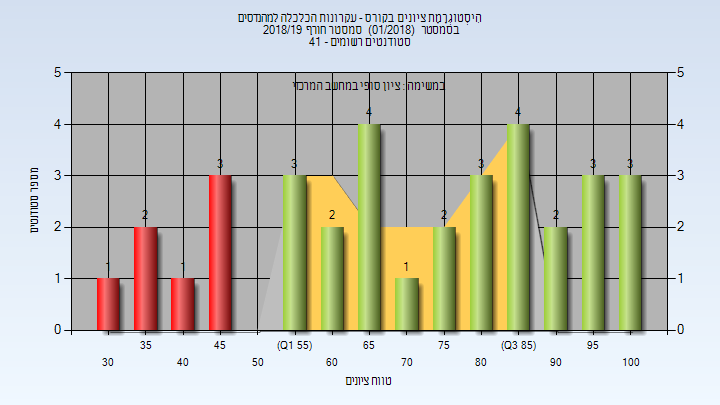 הִיסְטוֹגְרָמַת ציונים בקורס - עקרונות הכלכלה למהנדסים
בסמסטר (01/2018) סמסטר חורף 2018/19
סטודנטים רשומים - 41
במשימה : ציון סופי במחשב המרכזי
5 5
4 4
3 3
2 2
1 1
0 0
1 2 1 3 3 2 4 1 2 3 4 2 3 3
מספר סטודנטים
35 45 (Q1 55) 65 75 (Q3 85) 95
30 40 50 60 70 80 90 100
טווח ציונים